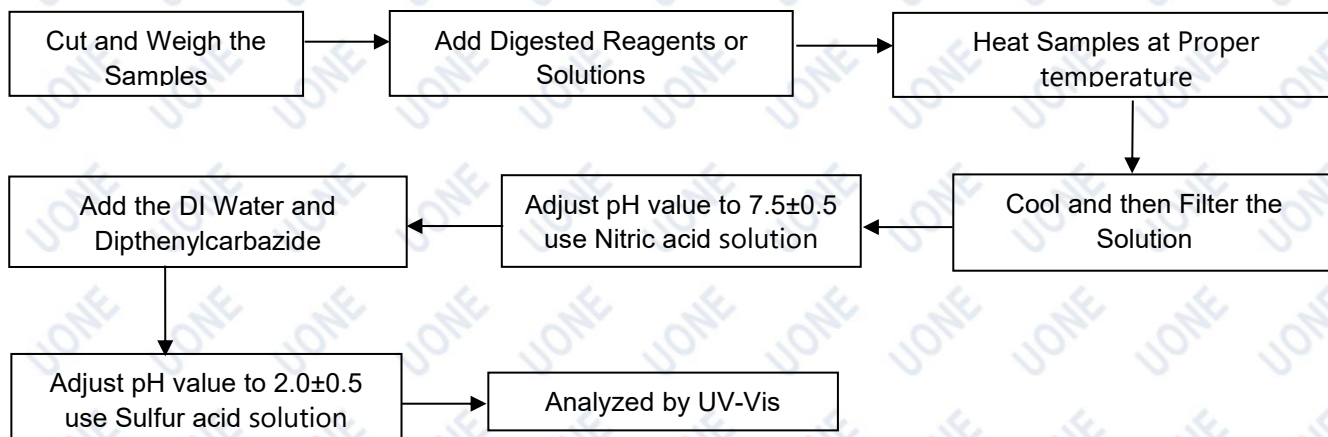 Cut and Weigh the
Samples
Add Digested Reagents or
Solutions
Heat Samples at Proper
temperature
Cool and then Filter the
Solution
Adjust pH value to 7.5±0.5
use Nitric acid solution
Add the DI Water and
Dipthenylcarbazide
Adjust pH value to 2.0±0.5
use Sulfur acid solution
Analyzed by UV-Vis
UONE